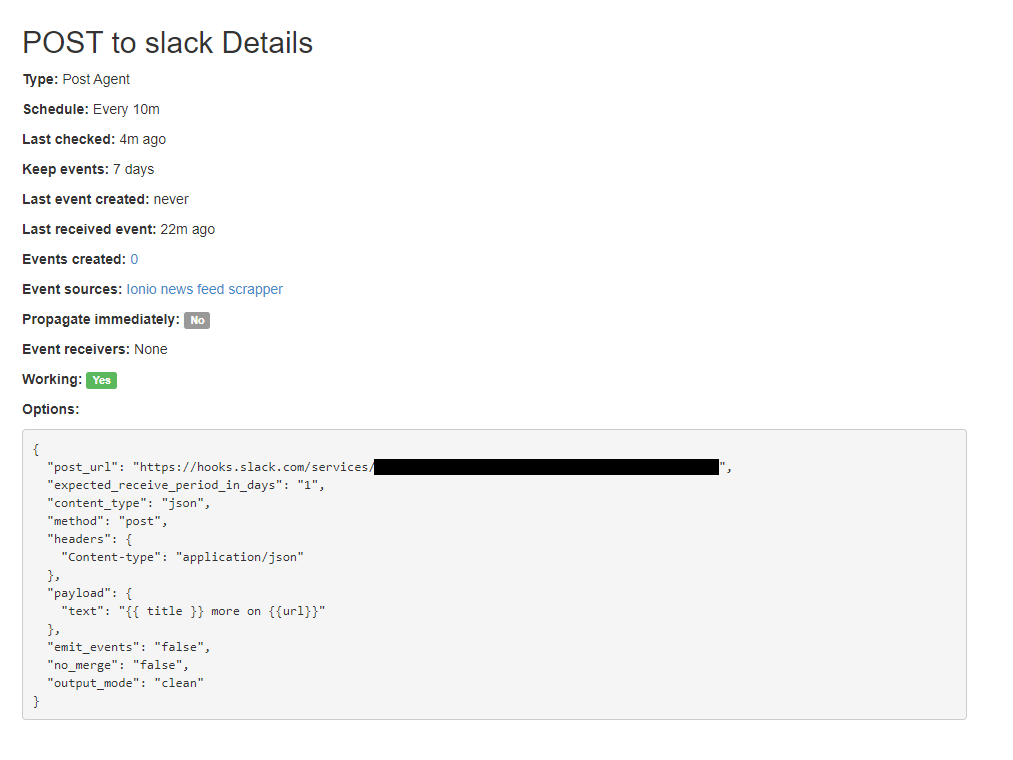 POST to slack Details
Type: Post Agent
Schedule: Every 10m
Last checked: 4m ago
Keep events: 7 days
Last event created: never
Last received event: 22m ago
Events created: 0
Event sources: Ionio news feed scrapper
Propagate immediately: No
Event receivers: None
Working: Yes
Options:
{
  "post_url": "https://hooks.slack.com/services/",
  "expected_receive_period_in_days": "1",
  "content_type": "json",
  "method": "post",
  "headers": {
    "Content-type": "application/json"
  },
  "payload": {
    "text": "{{ title }} more on {{url}}"
  },
  "emit_events": "false",
  "no_merge": "false",
  "output_mode": "clean"
}